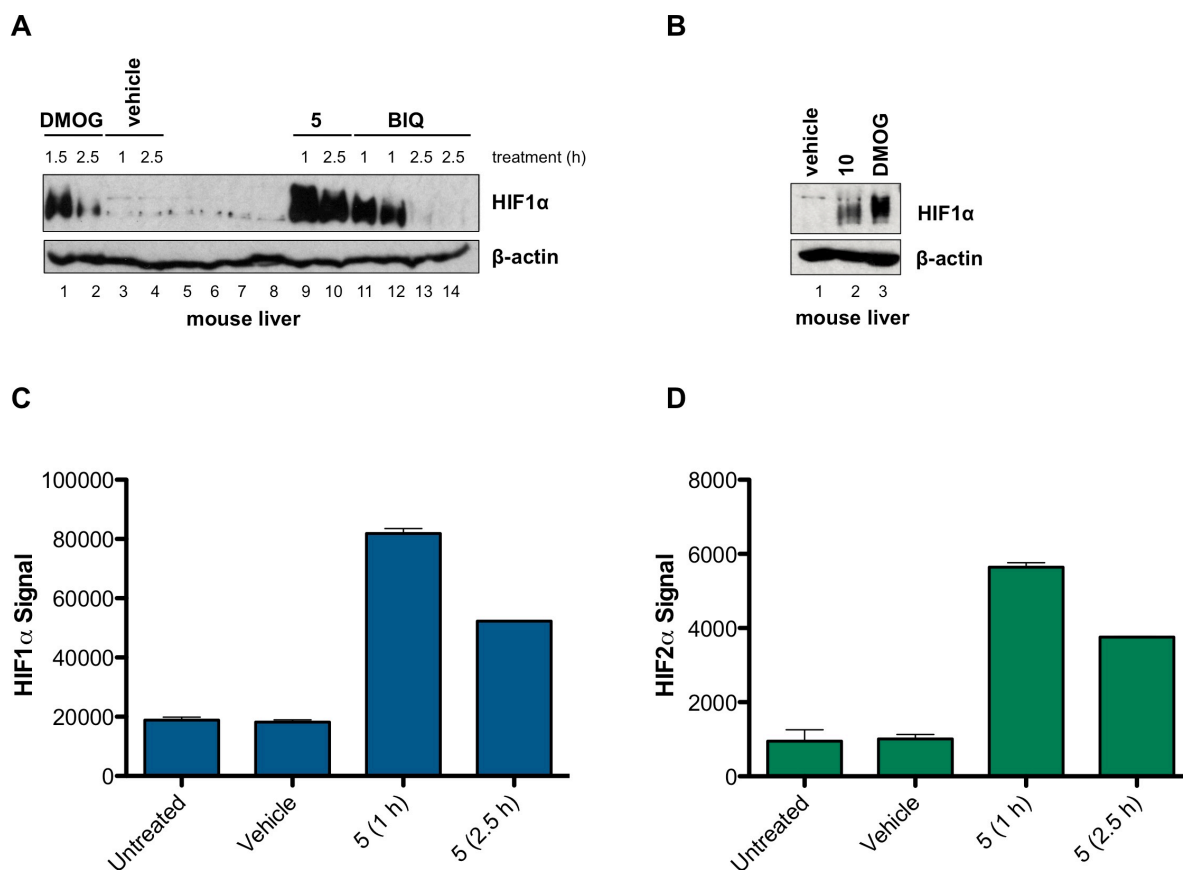 A
DMOG vehicle 5 BIQ
1.5 2.5 1 2.5 1 2.5 1 1 2.5 2.5 treatment (h)
HIF1α
β-actin
1 2 3 4 5 6 7 8 9 10 11 12 13 14
mouse liver
B
vehicle 10 DMOG
HIF1α
β-actin
1 2 3
mouse liver
C
HIF1α Signal
100000
80000
60000
40000
20000
0
Untreated
Vehicle
5 (1 h)
5 (2.5 h)
D
HIF2α Signal
8000
6000
4000
2000
0
Untreated
Vehicle
5 (1 h)
5 (2.5 h)